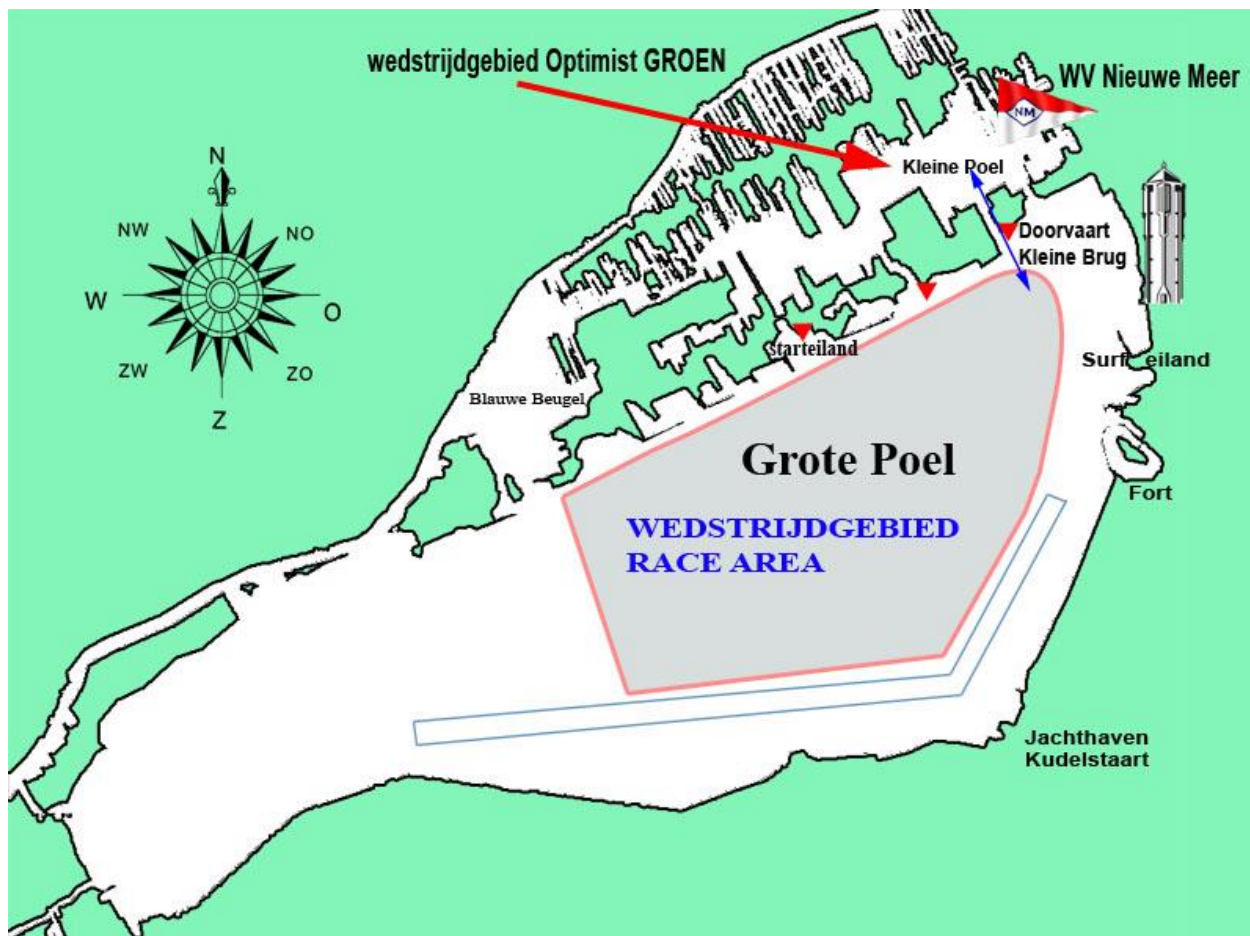 wedstrijdgebied Optimist GROEN
WV Nieuwe Meer
NM
Kleine Poel
N
NW
NO
W
O
ZW
ZO
Z
Doorvaart
Kleine Brug
starteiland
Surf eiland
Blauwe Beugel
Grote Poel
Fort
WEDSTRIJDGEBIED
RACE AREA
Jachthaven
Kudelstaart